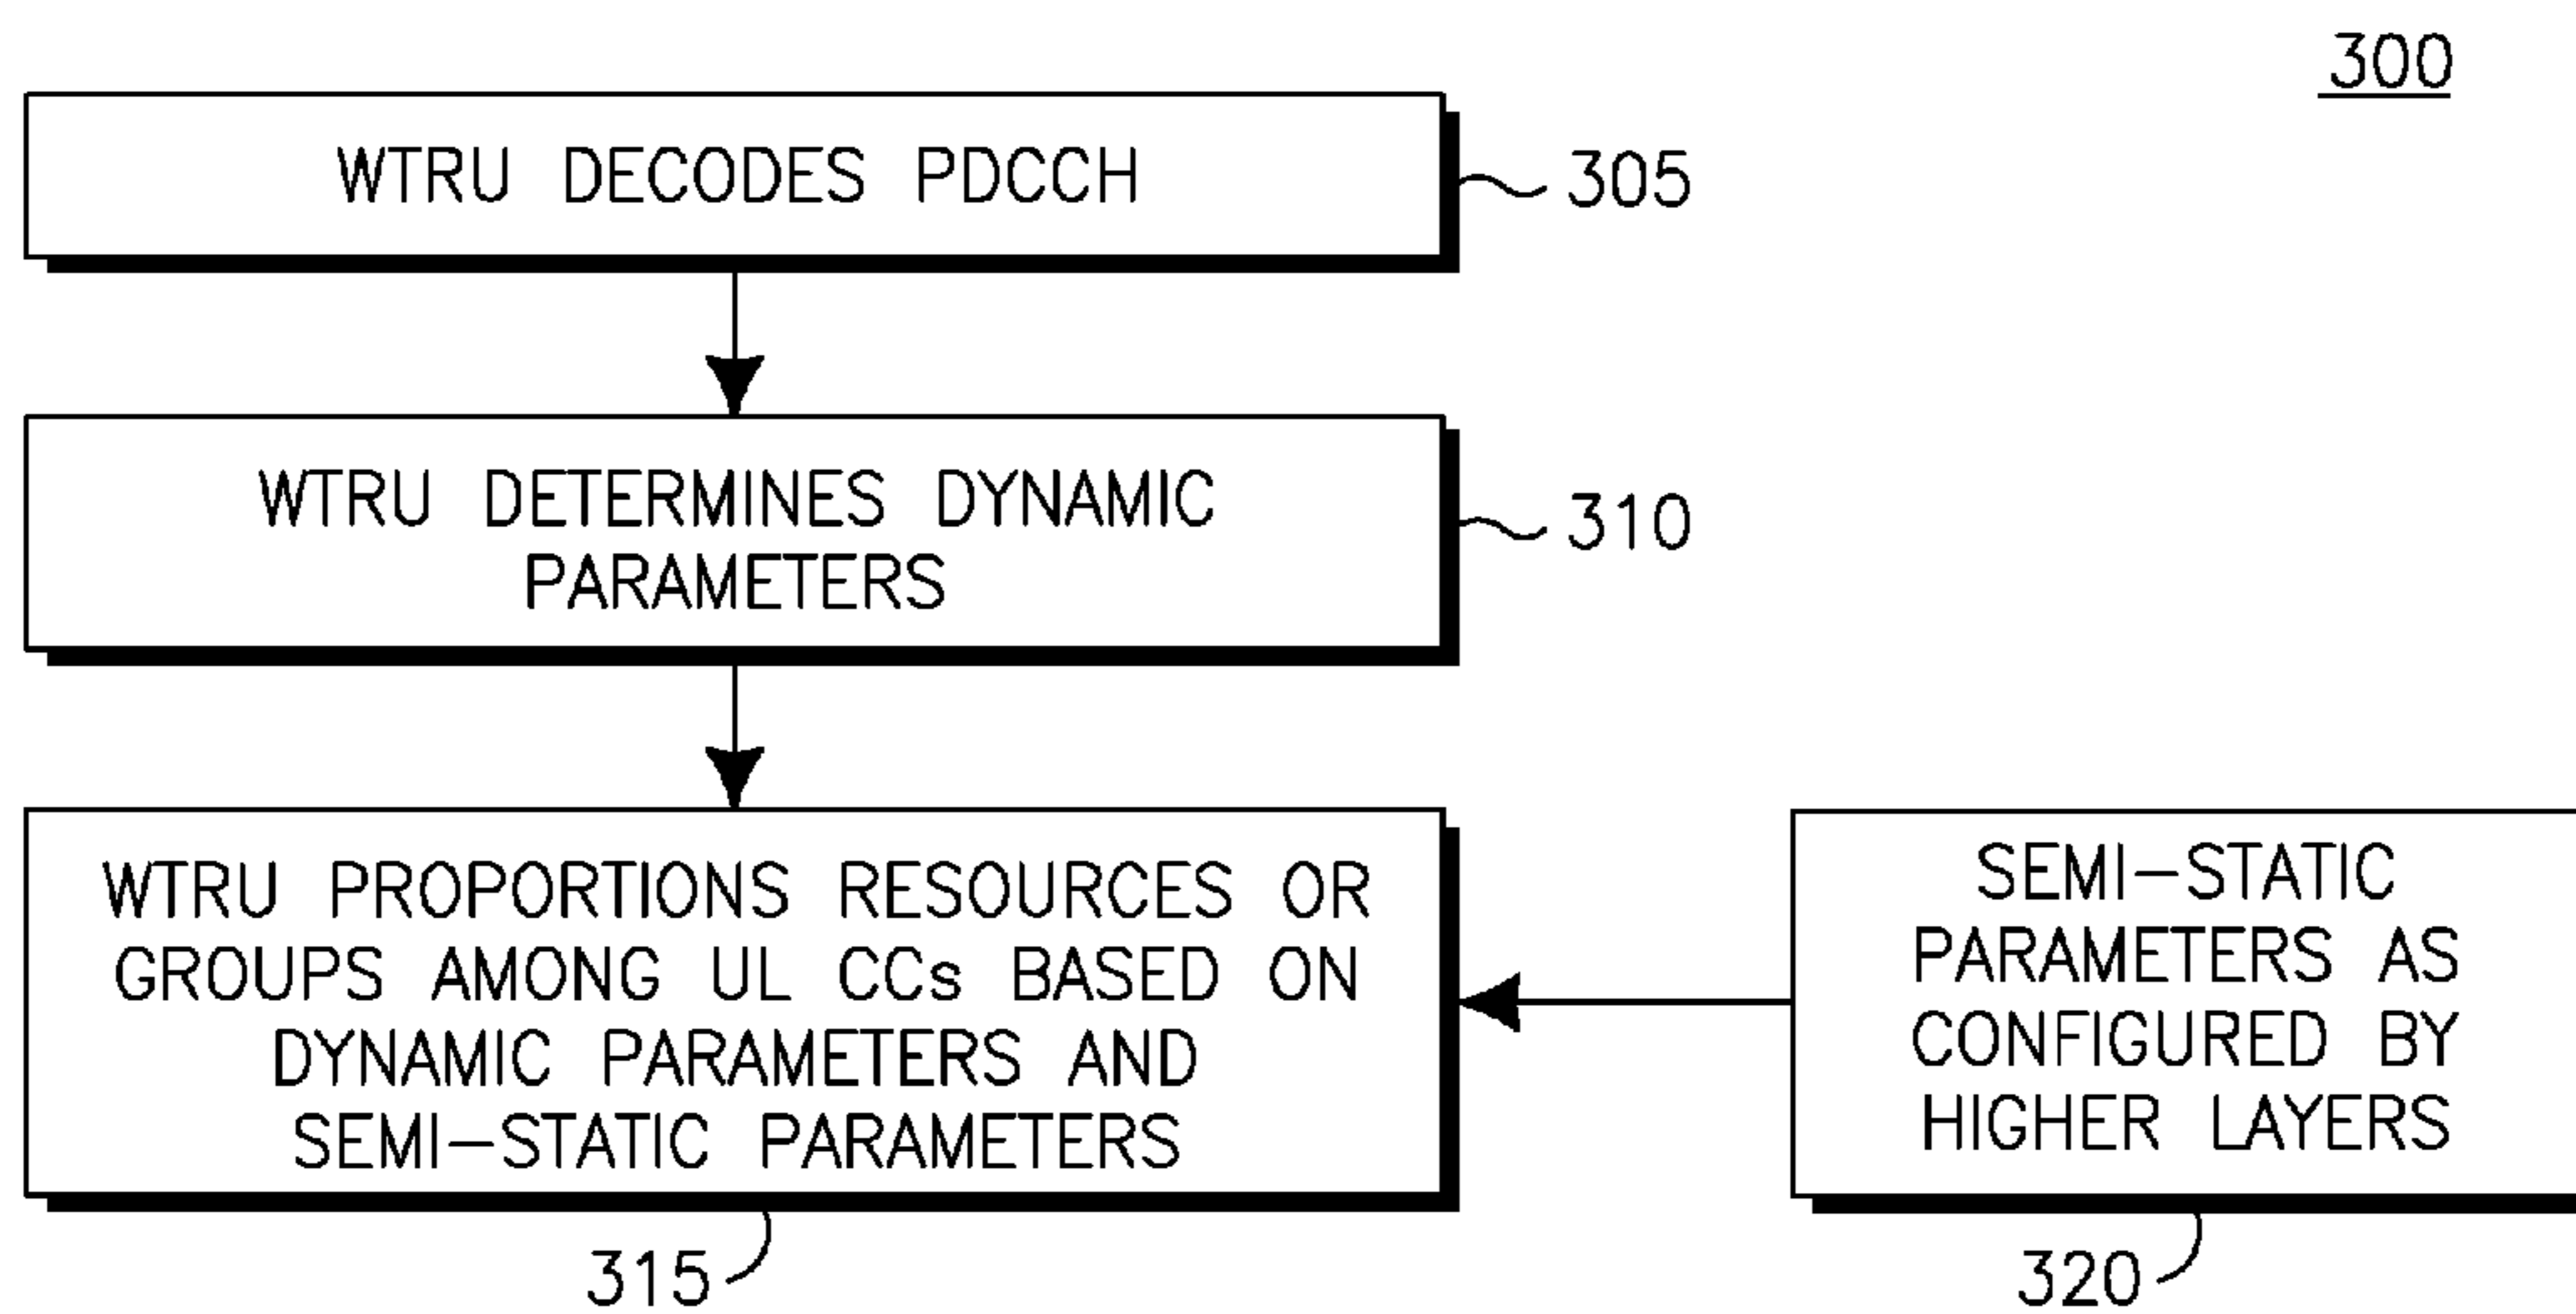 300
WTRU DECODES PDCCH
305
WTRU DETERMINES DYNAMIC
PARAMETERS
310
WTRU PROPORTIONS RESOURCES OR
GROUPS AMONG UL CCs BASED ON
DYNAMIC PARAMETERS AND
SEMI-STATIC PARAMETERS
315
SEMI-STATIC
PARAMETERS AS
CONFIGURED BY
HIGHER LAYERS
320